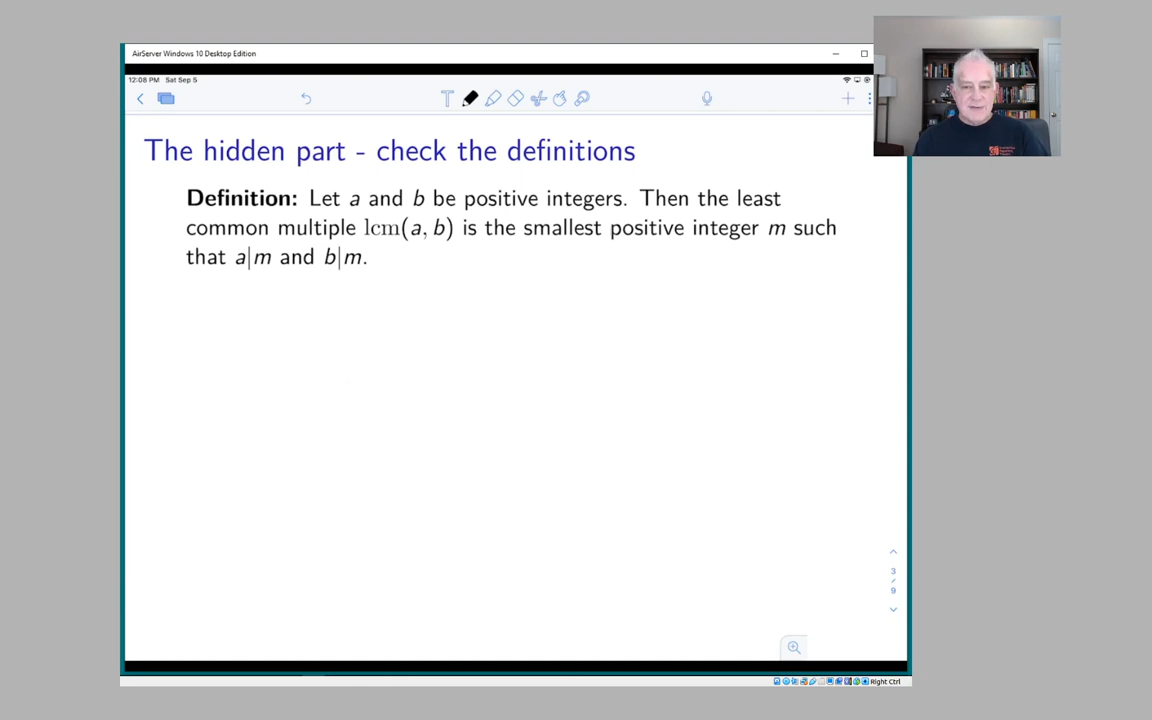 AirServer Windows 10 Desktop Edition
12:08 PM Sat Sep 5
The hidden part - check the definitions
Definition: Let a and b be positive integers. Then the least
common multiple lcm(a, b) is the smallest positive integer m such
that a|m and b|m.
3
9
Right Ctrl